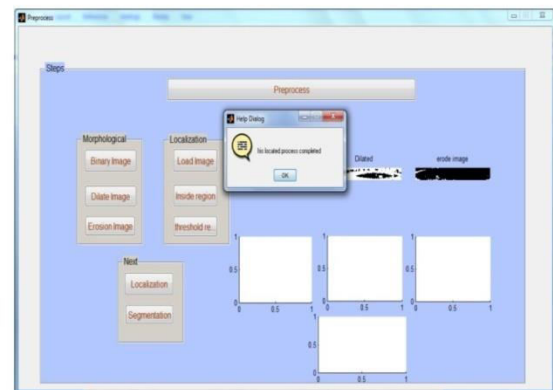 Preprocess
Steps
Preprocess
Help Dialog
No located process completed
OK
Morphological
Binary Image
Dilate Image
Erosion Image
Localization
Load Image
Inside region
threshold re...
Dilated
erode image
Next
Localization
Segmentation
1
0.5
0
0 0.5 1
1
0.5
0
0 0.5 1
1
0.5
0
0 0.5 1
1
0.5
0
0 0.5 1